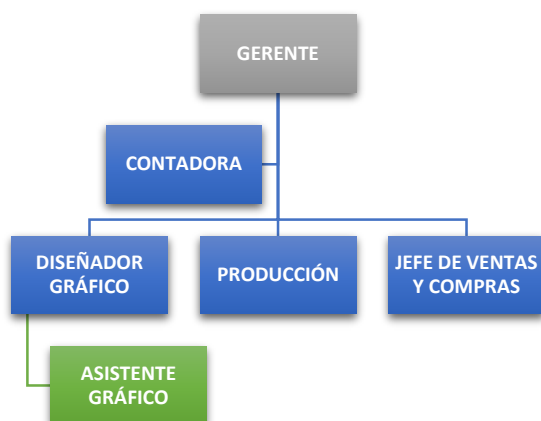 GERENTE
CONTADORA
DISEÑADOR
GRÁFICO
PRODUCCIÓN
JEFE DE VENTAS
Y COMPRAS
ASISTENTE
GRÁFICO